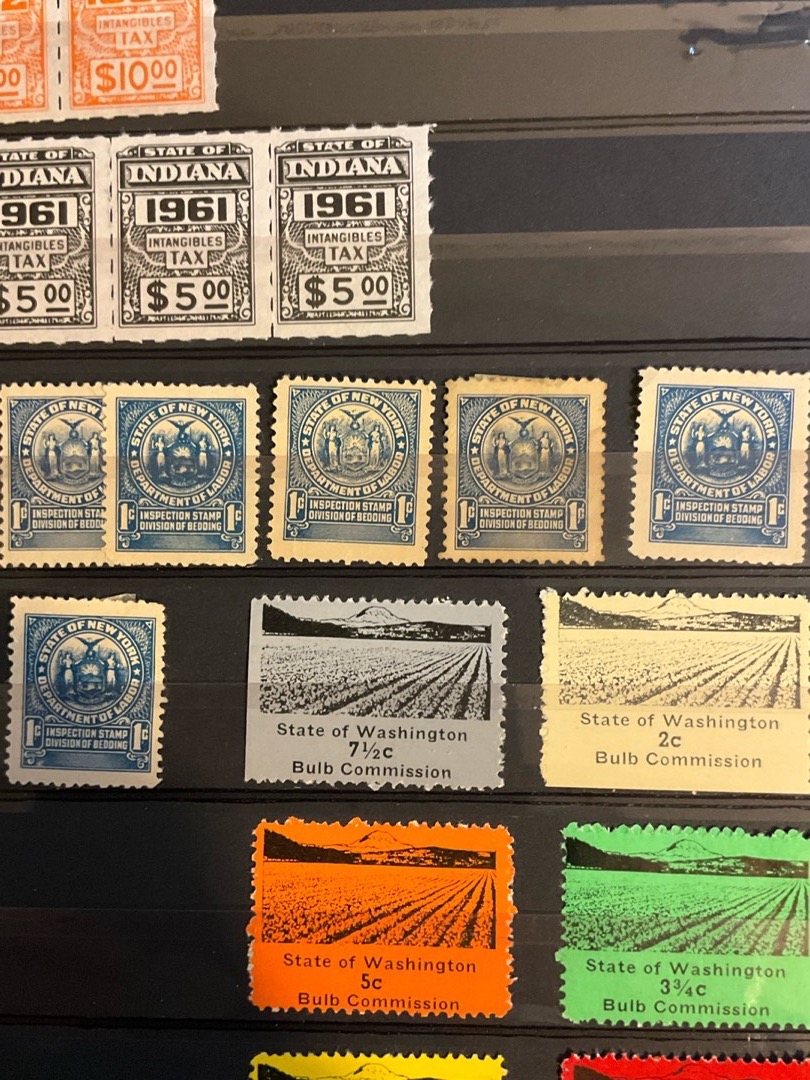 INTANGIBLES
TAX
$10 00
STATE OF
INDIANA
1961
INTANGIBLES
TAX
$5 00
STATE OF
INDIANA
1961
INTANGIBLES
TAX
$5 00
STATE OF
INDIANA
1961
INTANGIBLES
TAX
$5 00
STATE OF NEW
1c
INSPECTION STAMP
DIVISION OF BEDD
STATE OF NEW YORK
DEPARTMENT OF LABOR
1c 1c
INSPECTION STAMP
DIVISION OF BEDDING
STATE OF NEW YORK
DEPARTMENT OF LABOR
1c 1c
INSPECTION STAMP
DIVISION OF BEDDING
STATE OF NEW YORK
DEPARTMENT OF LABOR
1c 1c
INSPECTION STAMP
DIVISION OF BEDDING
STATE OF NEW YORK
DEPARTMENT OF LABOR
1c 1c
INSPECTION STAMP
DIVISION OF BEDDING
STATE OF NEW YORK
DEPARTMENT OF LABOR
1c 1c
INSPECTION STAMP
DIVISION OF BEDDING
State of Washington
7½c
Bulb Commission
State of Washington
2c
Bulb Commission
State of Washington
5c
Bulb Commission
State of Washington
3¾c
Bulb Commission